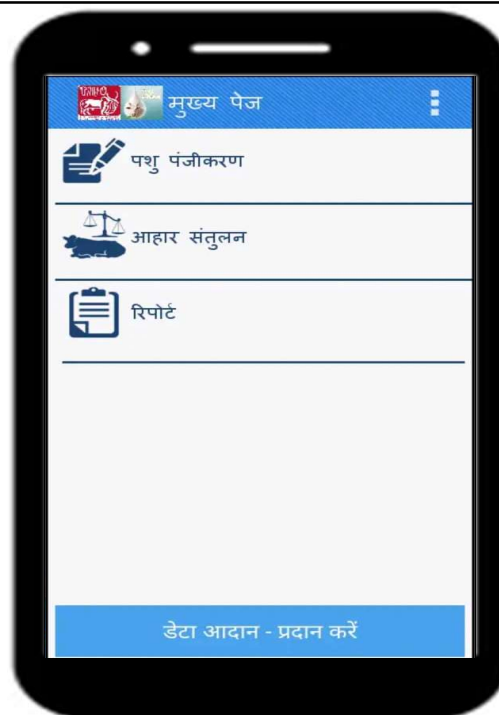 मुख्य पेज
पशु पंजीकरण
आहार संतुलन
रिपोर्ट
डेटा आदान - प्रदान करें